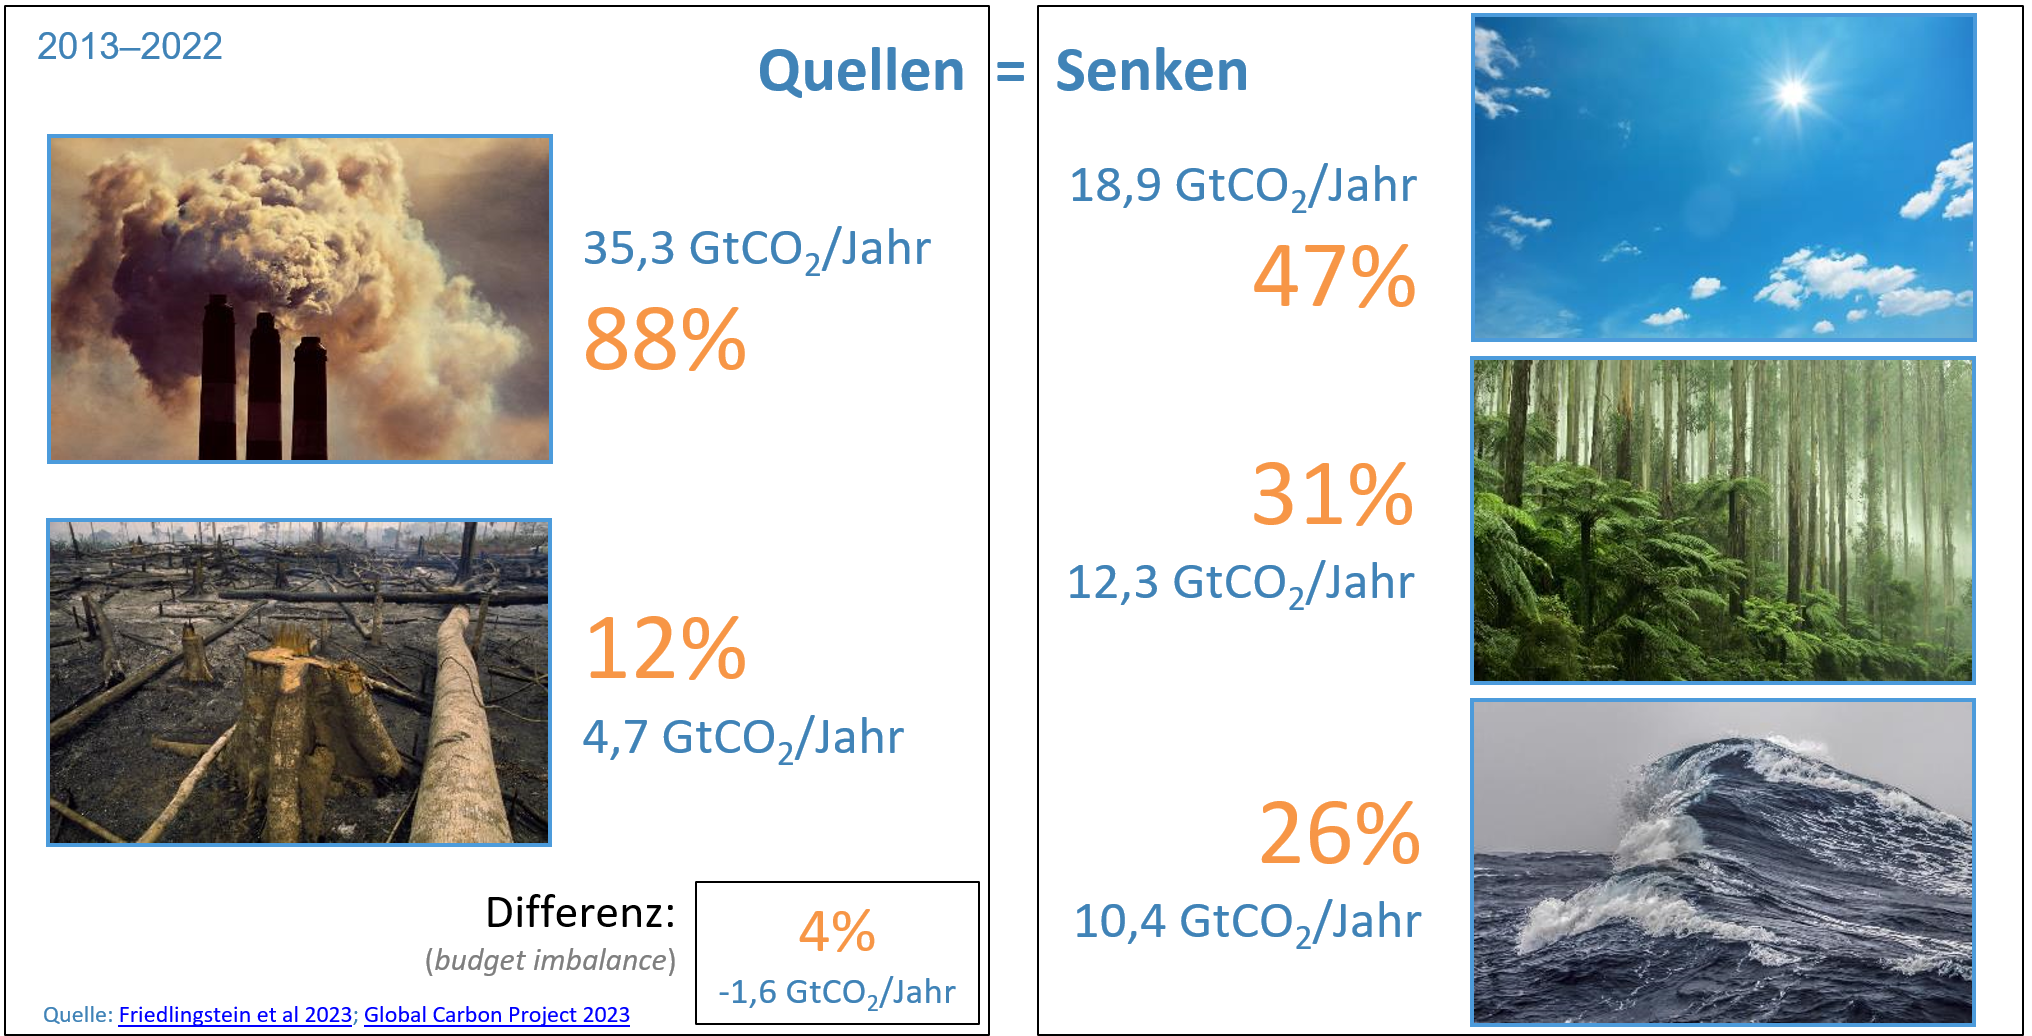 2013–2022
Quellen = Senken
35,3 GtCO₂/Jahr
88%
12%
4,7 GtCO₂/Jahr
Differenz:
(budget imbalance)
4%
-1,6 GtCO₂/Jahr
Quelle: Friedlingstein et al 2023; Global Carbon Project 2023
18,9 GtCO₂/Jahr
47%
31%
12,3 GtCO₂/Jahr
26%
10,4 GtCO₂/Jahr